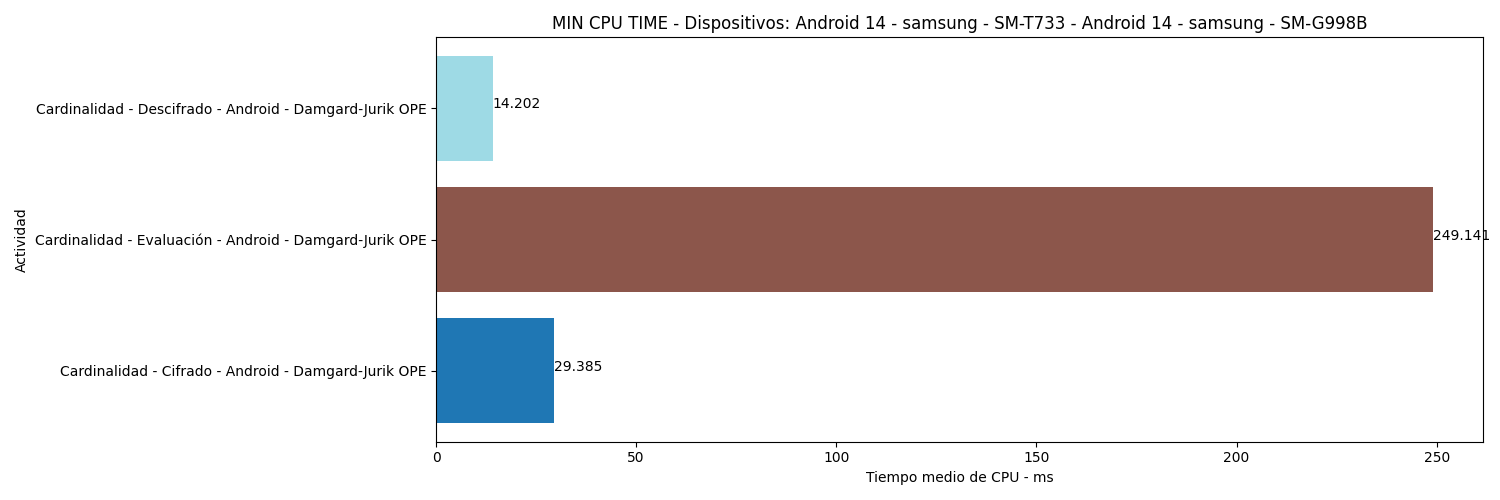 MIN CPU TIME - Dispositivos: Android 14 - samsung - SM-T733 - Android 14 - samsung - SM-G998B
Actividad
Cardinalidad - Descifrado - Android - Damgard-Jurik OPE
14.202
Cardinalidad - Evaluación - Android - Damgard-Jurik OPE
249.141
Cardinalidad - Cifrado - Android - Damgard-Jurik OPE
29.385
0 50 100 150 200 250
Tiempo medio de CPU - ms